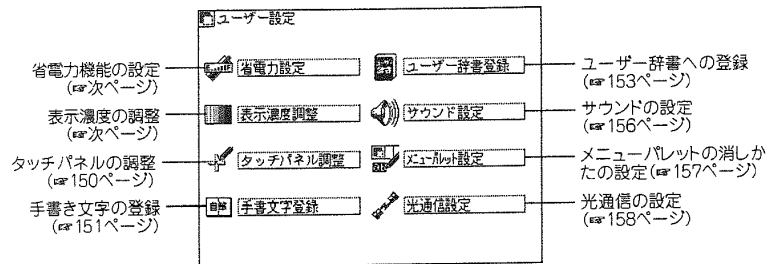 ユーザー設定
省電力機能の設定
(☞次ページ)
省電力設定
ユーザー辞書登録
ユーザー辞書への登録
(☞153ページ)
表示濃度の調整
(☞次ページ)
表示濃度調整
サウンド設定
サウンドの設定
(☞156ページ)
タッチパネルの調整
(☞150ページ)
タッチパネル調整
メニューパレット設定
メニューパレットの消しか
たの設定(☞157ページ)
手書き文字の登録
(☞151ページ)
手書文字登録
光通信設定
光通信の設定
(☞158ページ)